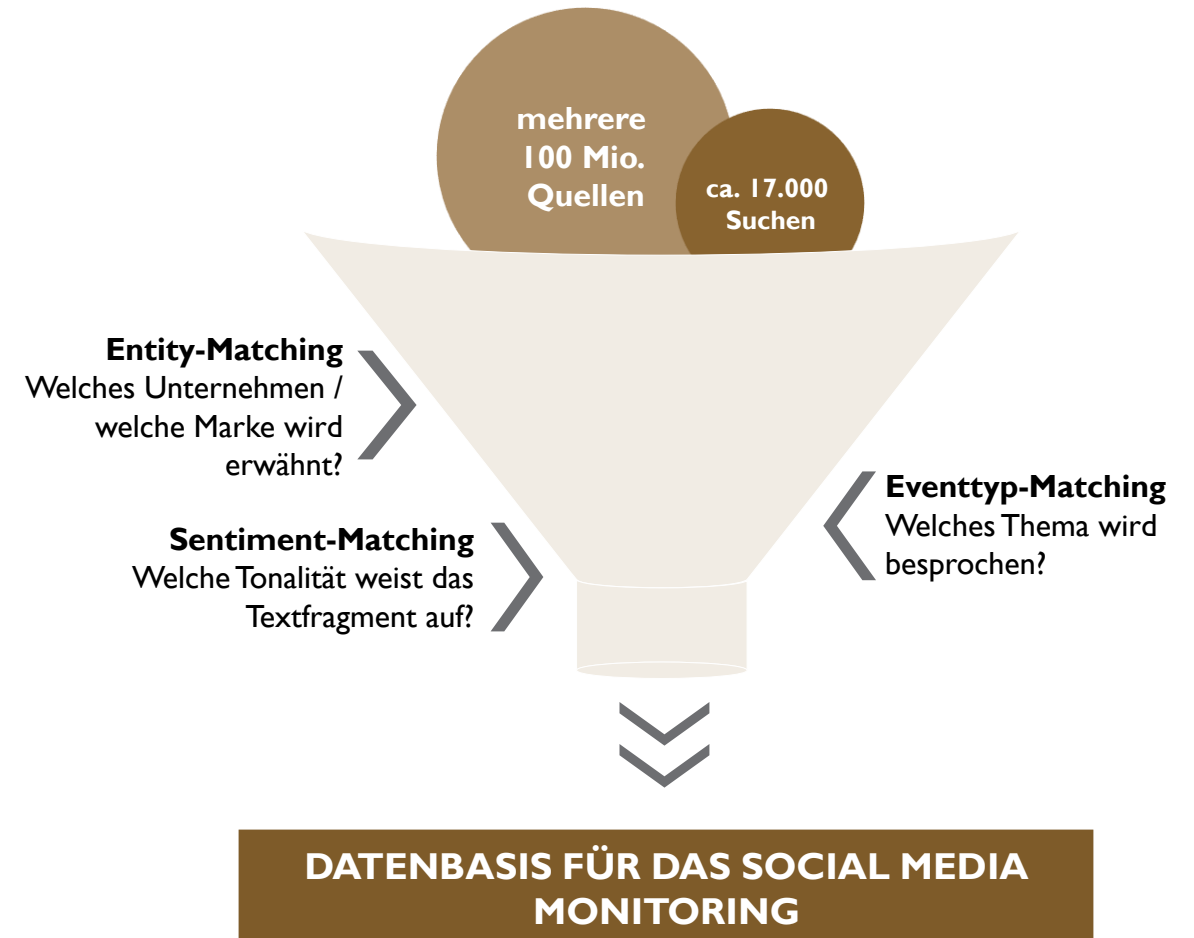 mehrere
100 Mio.
Quellen
ca. 17.000
Suchen
Entity-Matching
Welches Unternehmen /
welche Marke wird
erwähnt?
Eventtyp-Matching
Welches Thema wird
besprochen?
Sentiment-Matching
Welche Tonalität weist das
Textfragment auf?
DATENBASIS FÜR DAS SOCIAL MEDIA
MONITORING